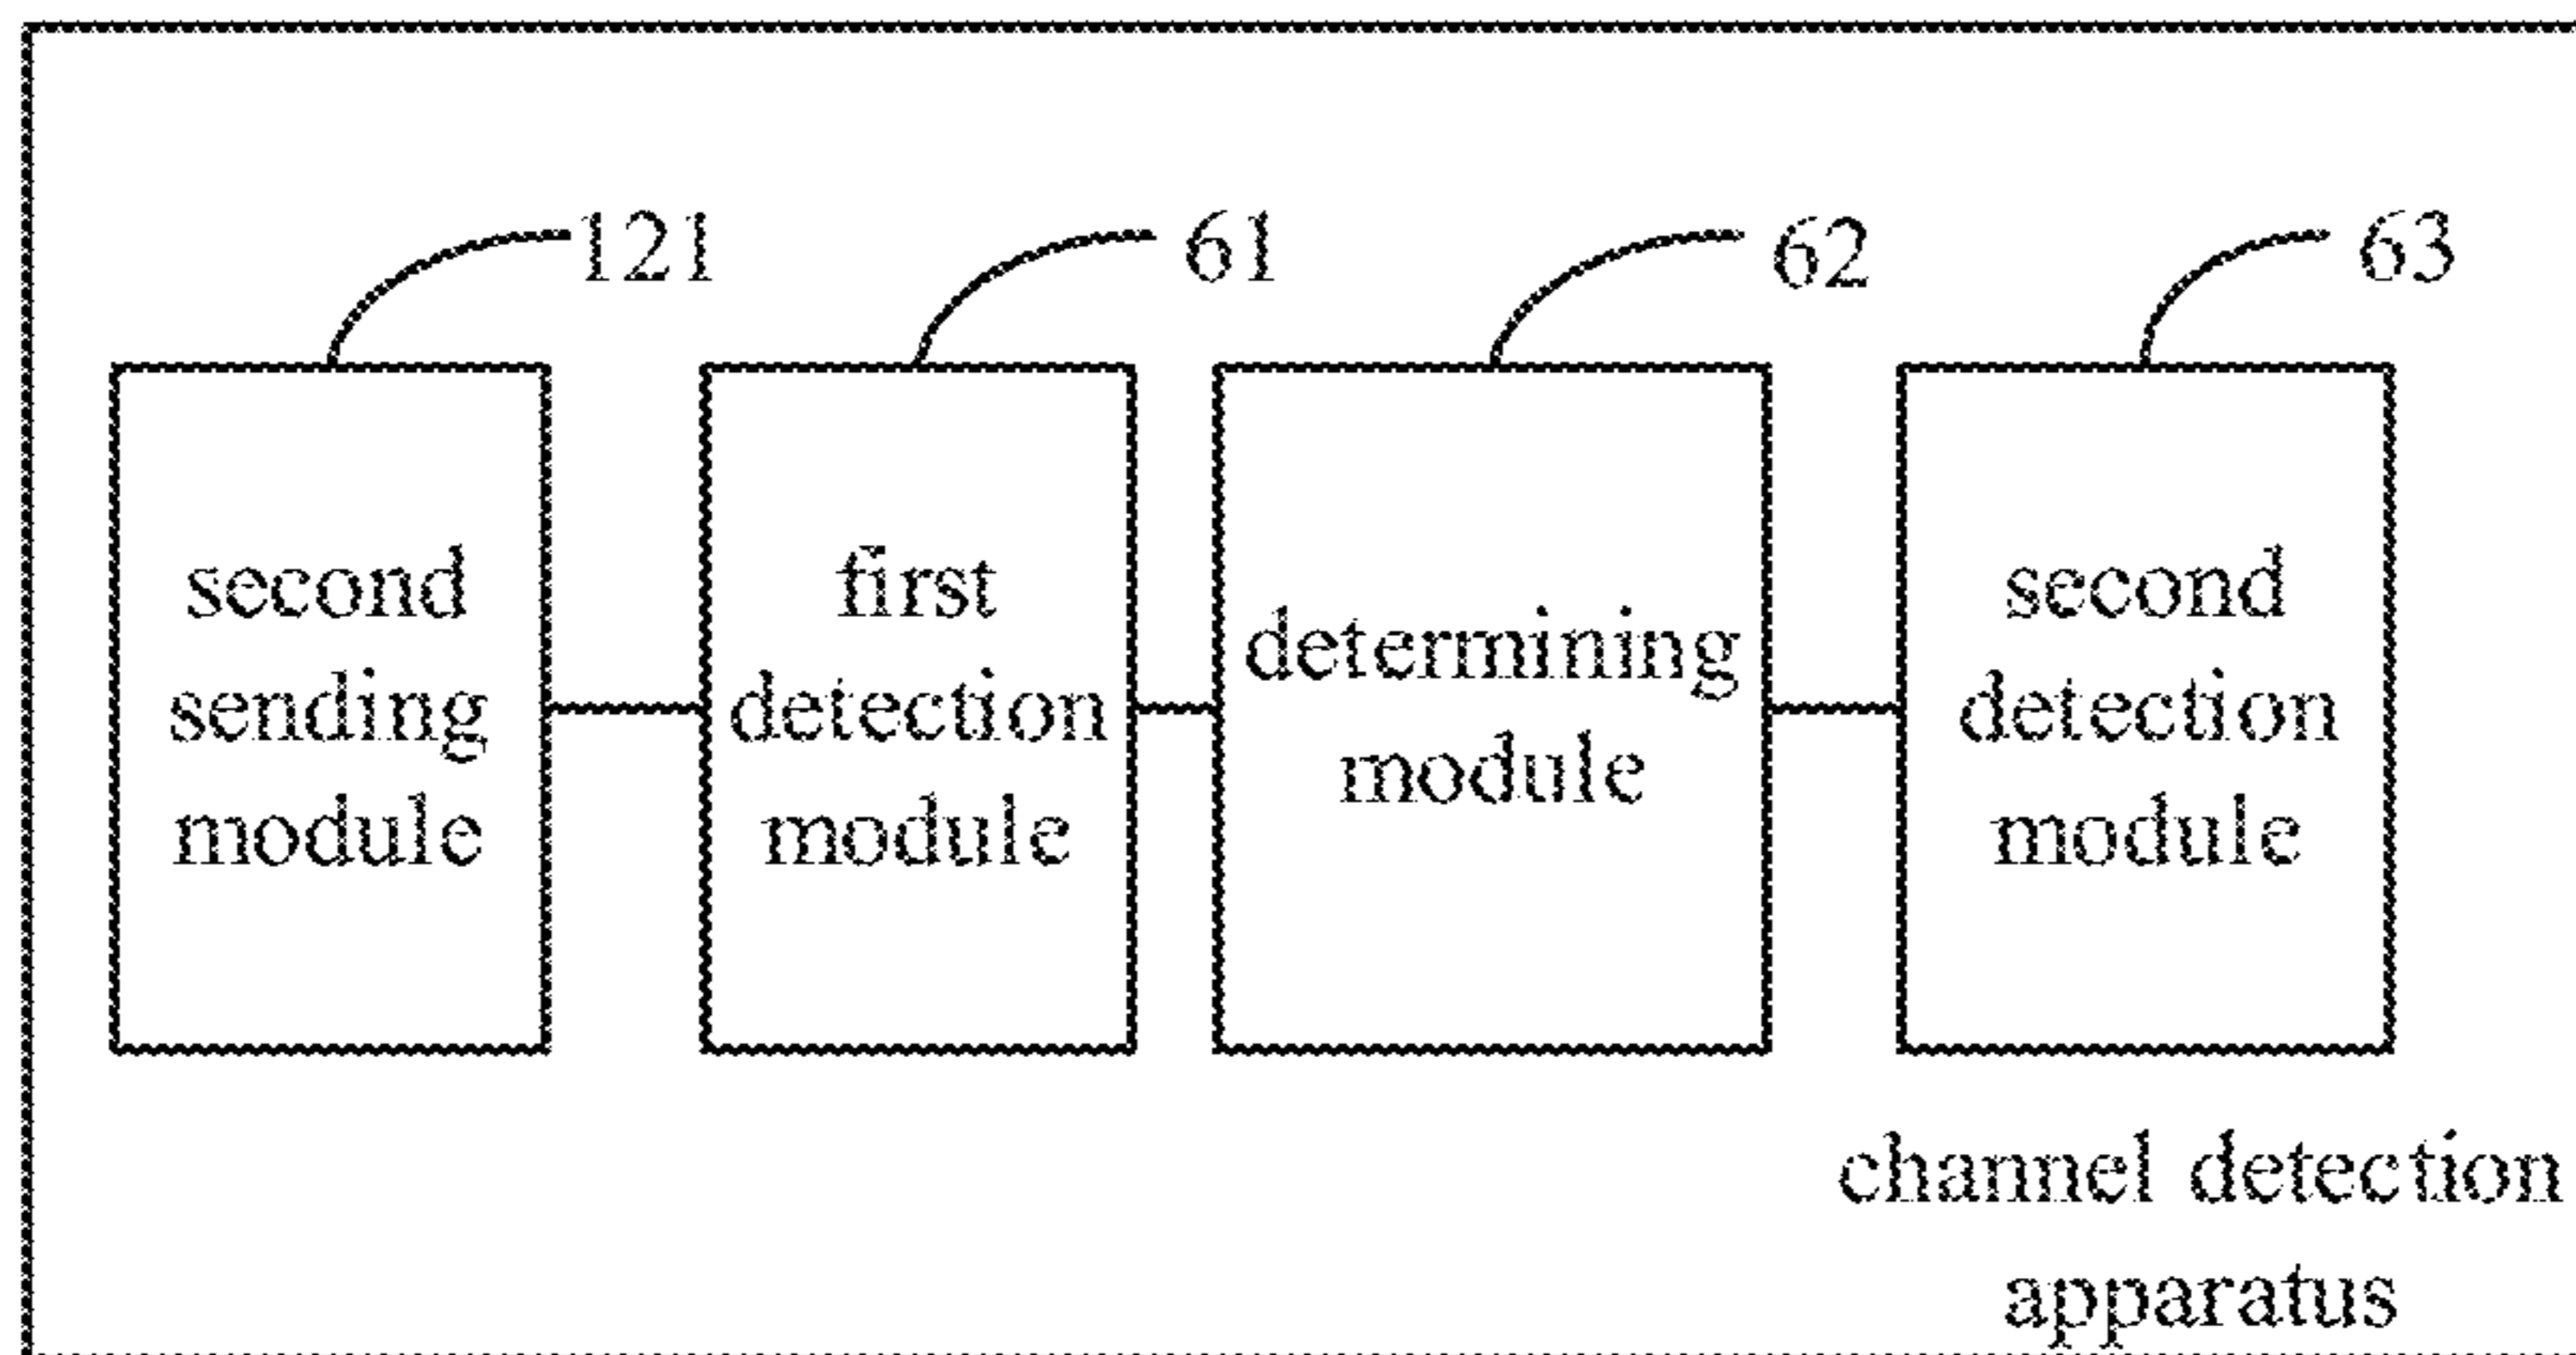 121
61
62
63
second
sending
module
first
detection
module
determining
module
second
detection
module
channel detection
apparatus